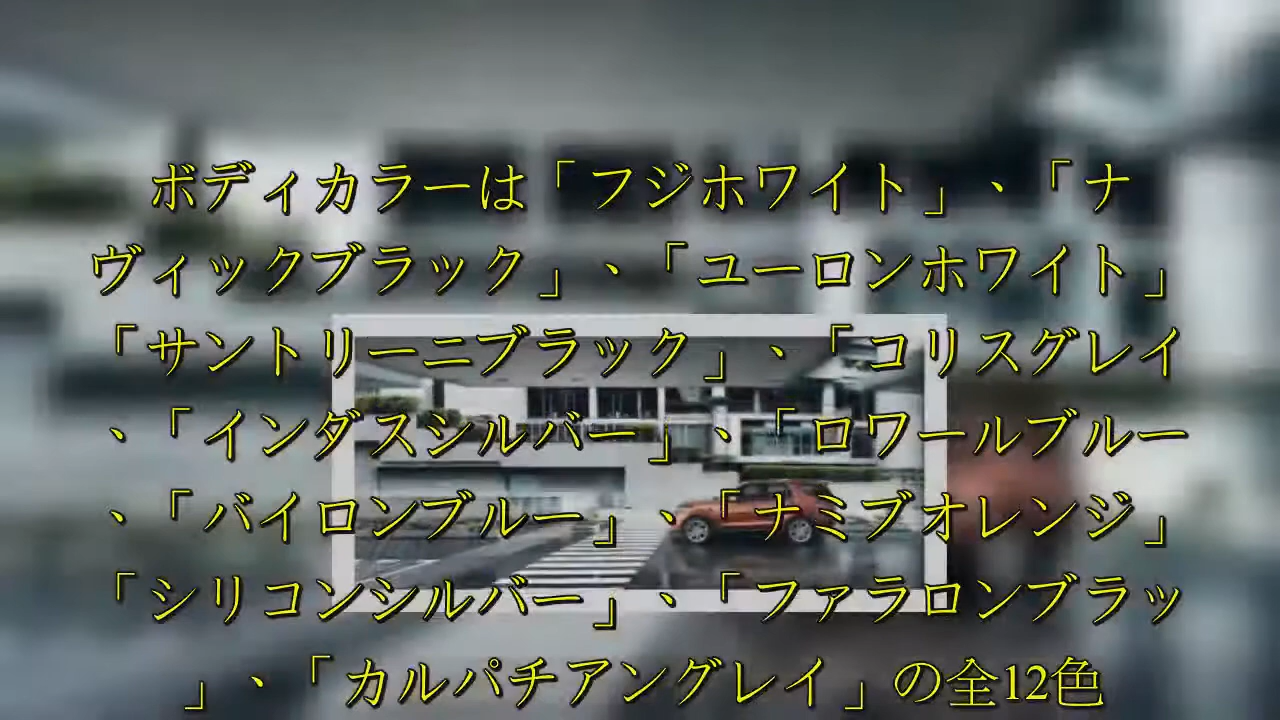 ボディカラーは「フジホワイト」、「ナ
ヴィックブラック」、「ユーロンホワイト」
「サントリーニブラック」、「コリスグレイ
、「インダスシルバー」、「ロワールブルー
、「バイロンブルー」、「ナミブオレンジ」
「シリコンシルバー」、「ファラロンブラッ
」、「カルパチアングレイ」の全12色